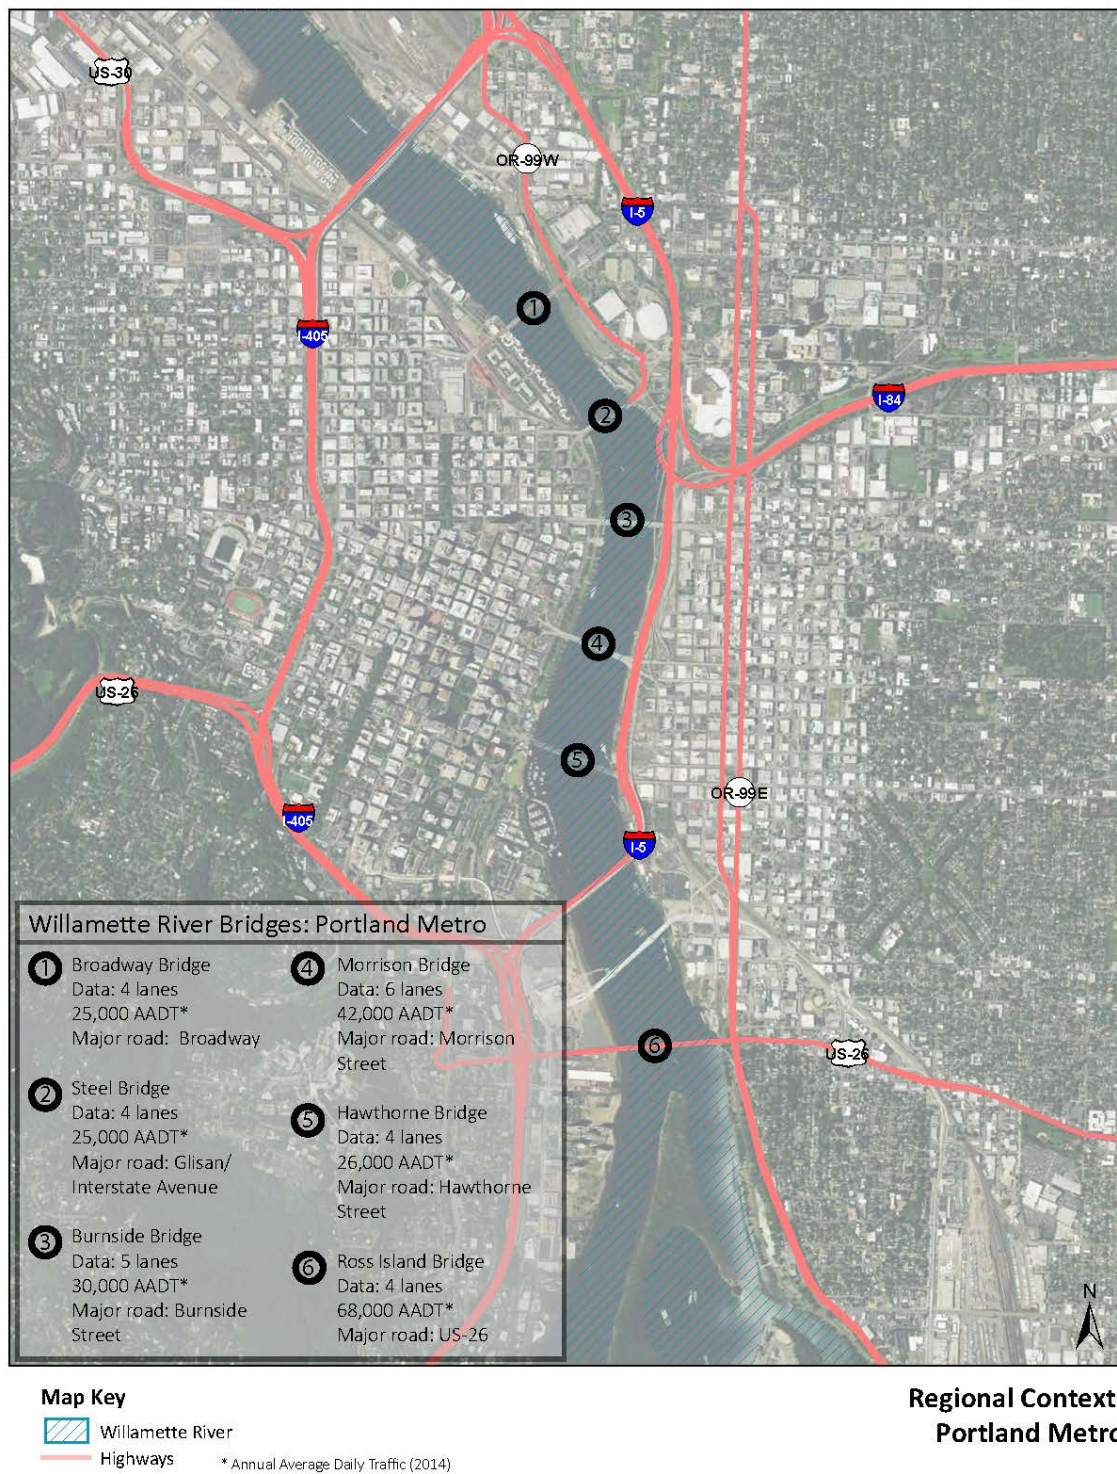 US-30
OR-99W
I-5
1
I-405
I-84
2
3
4
US-26
5
OR-99E
I-405
I-5
Willamette River Bridges: Portland Metro
1 Broadway Bridge
Data: 4 lanes
25,000 AADT*
Major road: Broadway
2 Steel Bridge
Data: 4 lanes
25,000 AADT*
Major road: Glisan/
Interstate Avenue
3 Burnside Bridge
Data: 5 lanes
30,000 AADT*
Major road: Burnside
Street
4 Morrison Bridge
Data: 6 lanes
42,000 AADT*
Major road: Morrison
Street
5 Hawthorne Bridge
Data: 4 lanes
26,000 AADT*
Major road: Hawthorne
Street
6 Ross Island Bridge
Data: 4 lanes
68,000 AADT*
Major road: US-26
6
US-26
N
Map Key
Willamette River
Highways
* Annual Average Daily Traffic (2014)
Regional Context
Portland Metro